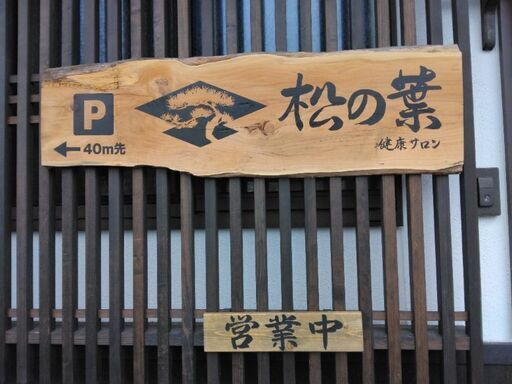 P
←40m先
松の葉
健康サロン
営業中